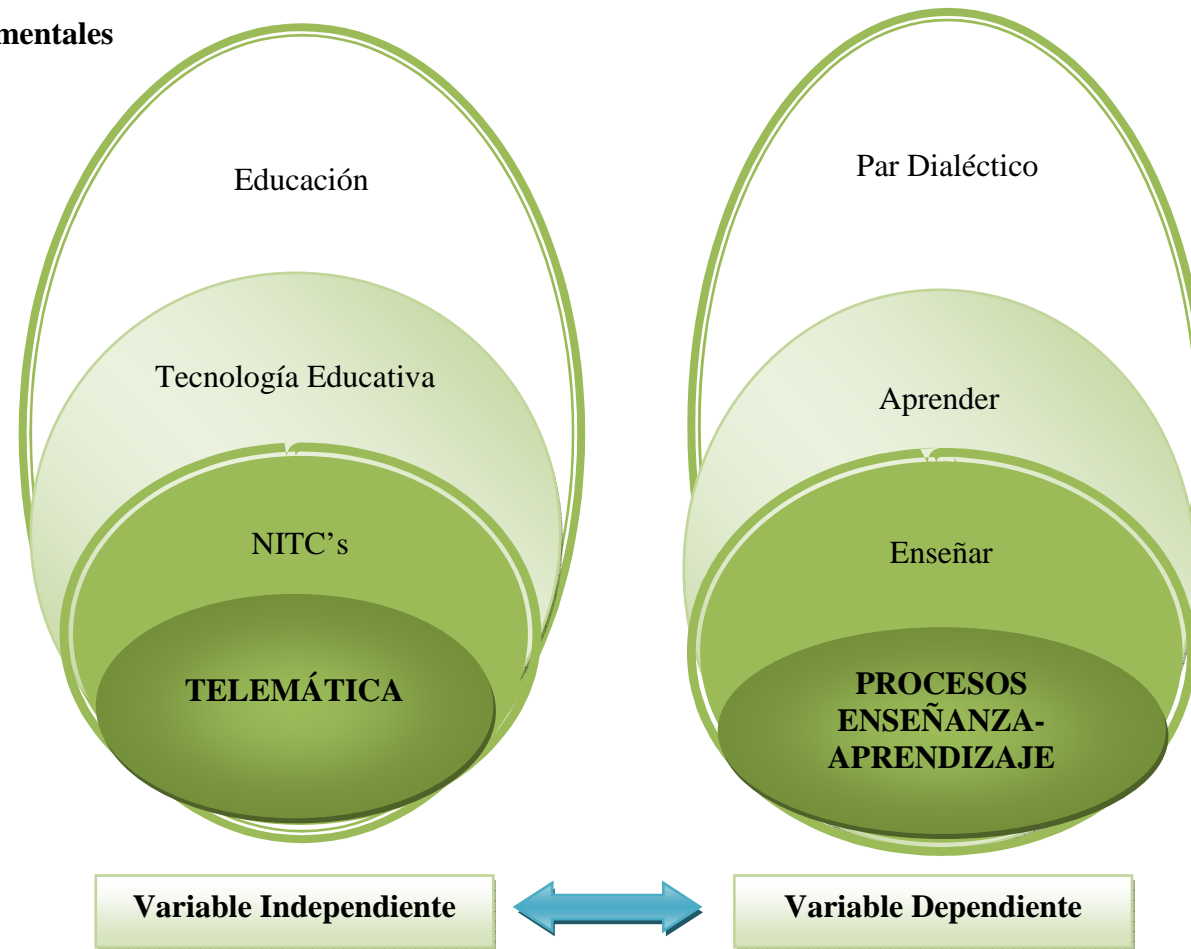 mentales
Educación
Tecnología Educativa
NITC’s
TELEMÁTICA
Variable Independiente
Par Dialéctico
Aprender
Enseñar
PROCESOS
ENSEÑANZA-
APRENDIZAJE
Variable Dependiente